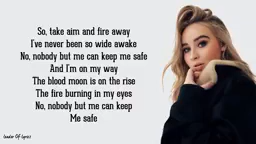 So, take aim and fire away
I've never been so wide awake
No, nobody but me can keep me safe
And I'm on my way
The blood moon is on the rise
The fire burning in my eyes
No, nobody but me can keep
Me safe
Leader Of Lyrics